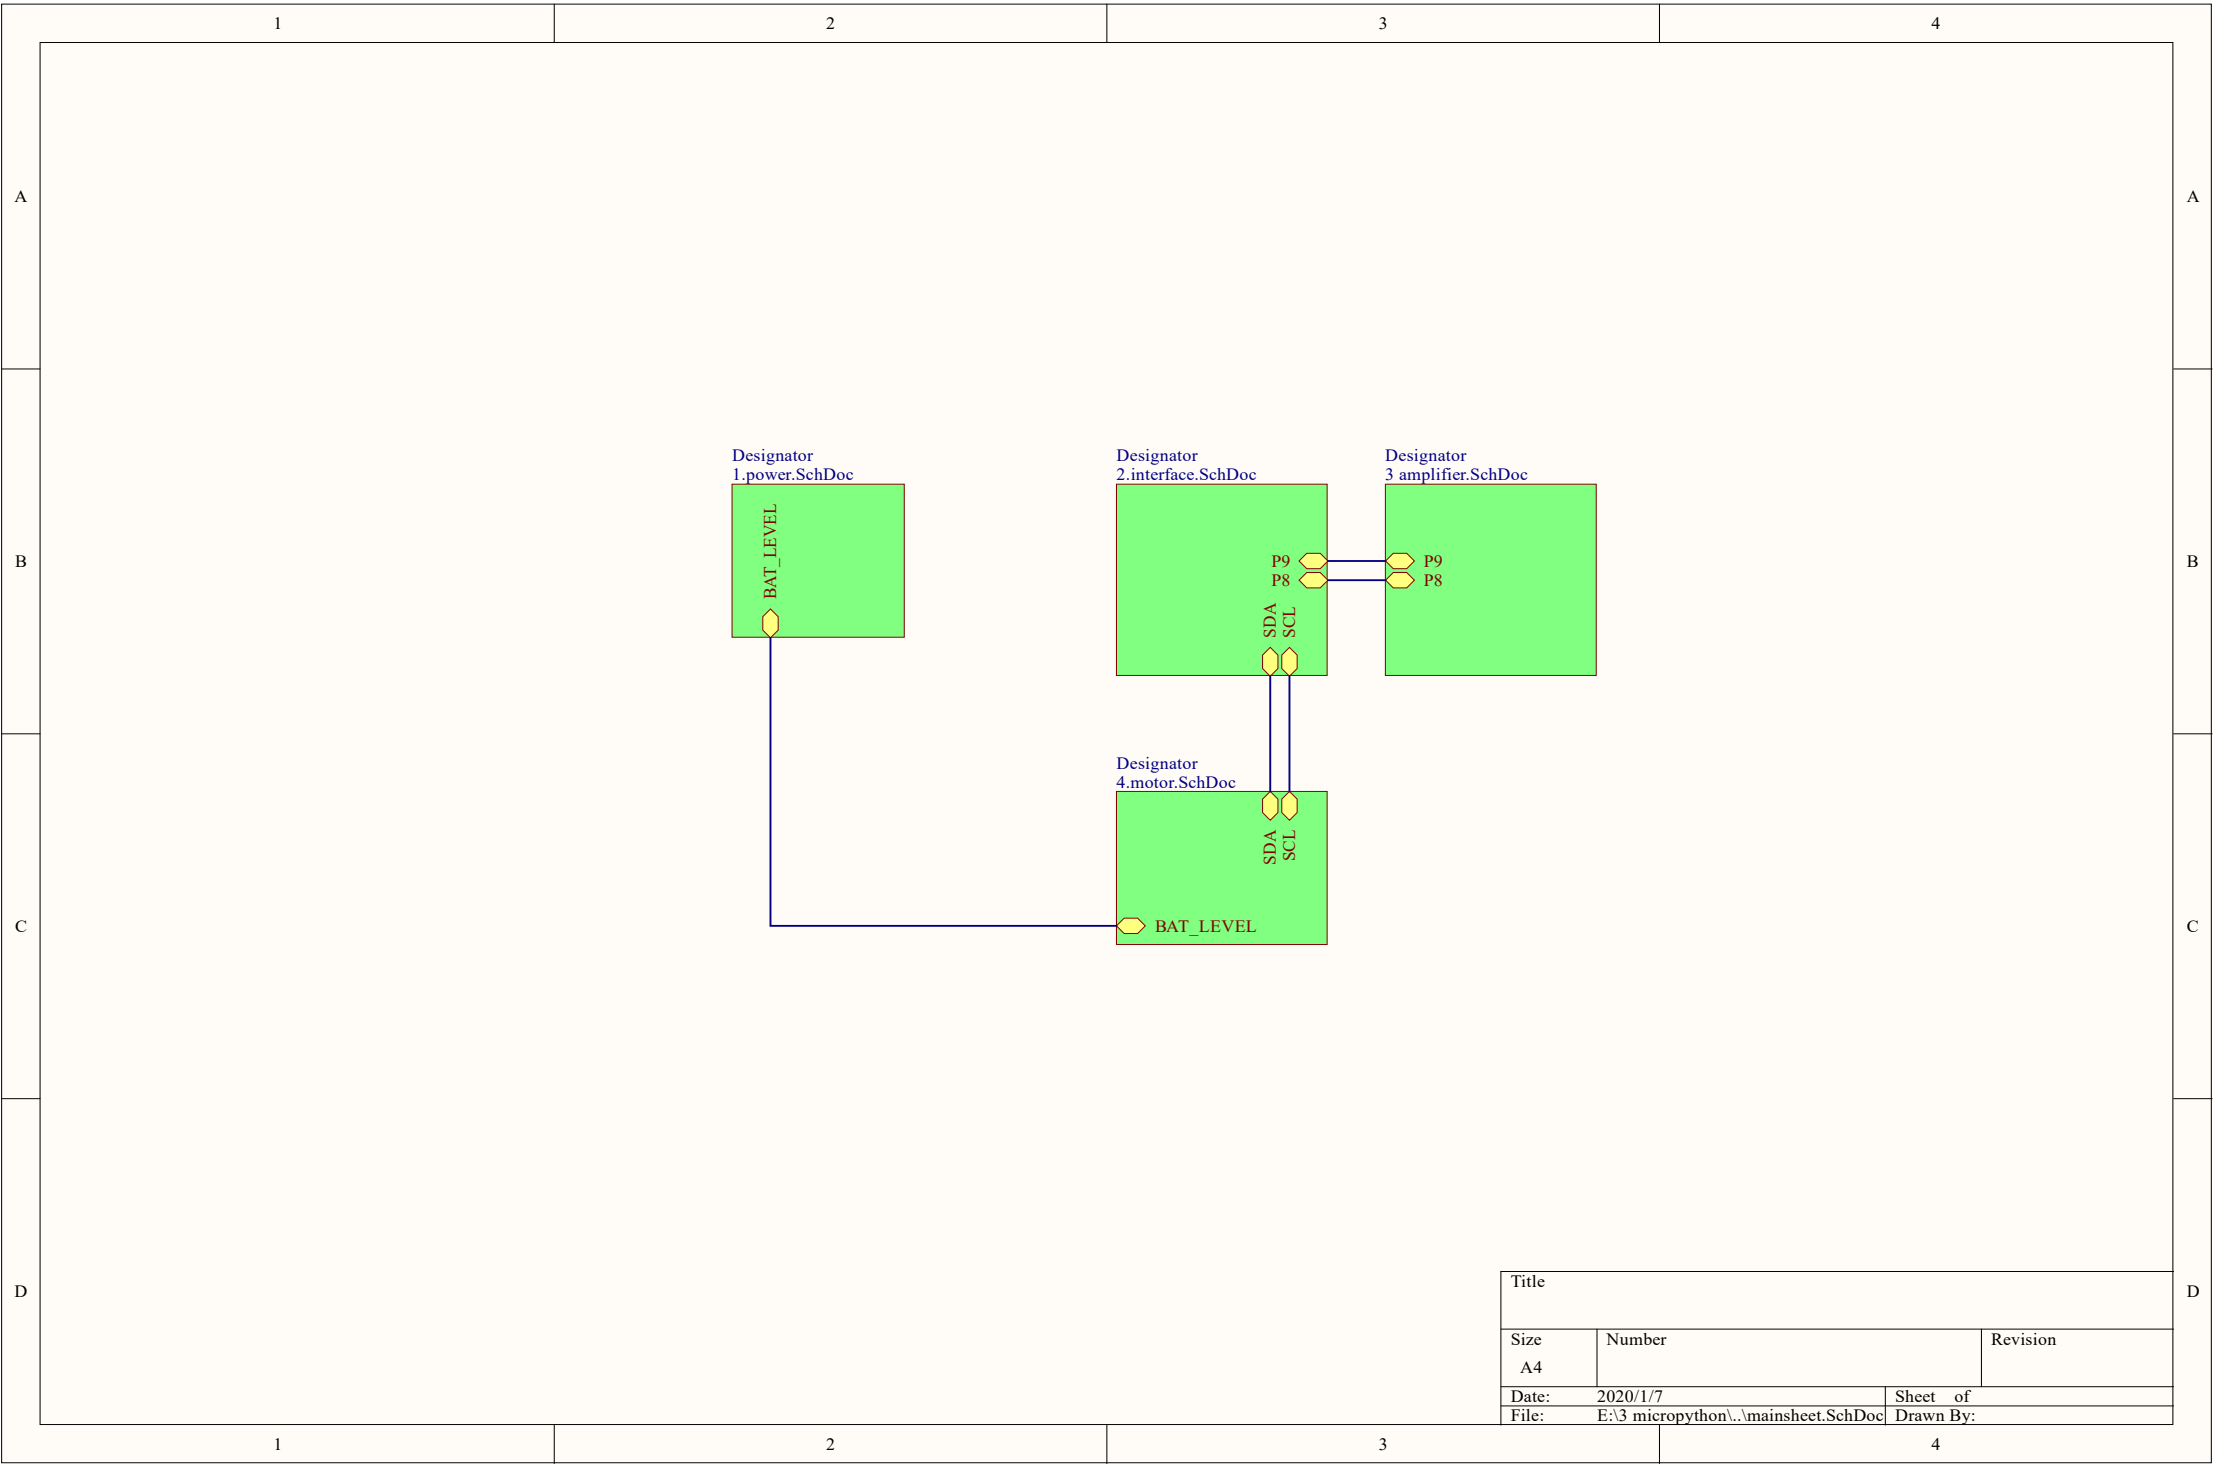 1 2 3 4
A A
Designator
1.power.SchDoc
Designator
2.interface.SchDoc
Designator
3 amplifier.SchDoc
BAT_LEVEL
B B
P9 P9
P8 P8
SDA
SCL
Designator
4.motor.SchDoc
SDA
SCL
C C
BAT_LEVEL
D D
Title
Size Number Revision
A4
Date: 2020/1/7 Sheet of
File: E:\3 micropython\..\mainsheet.SchDoc Drawn By:
1 2 3 4